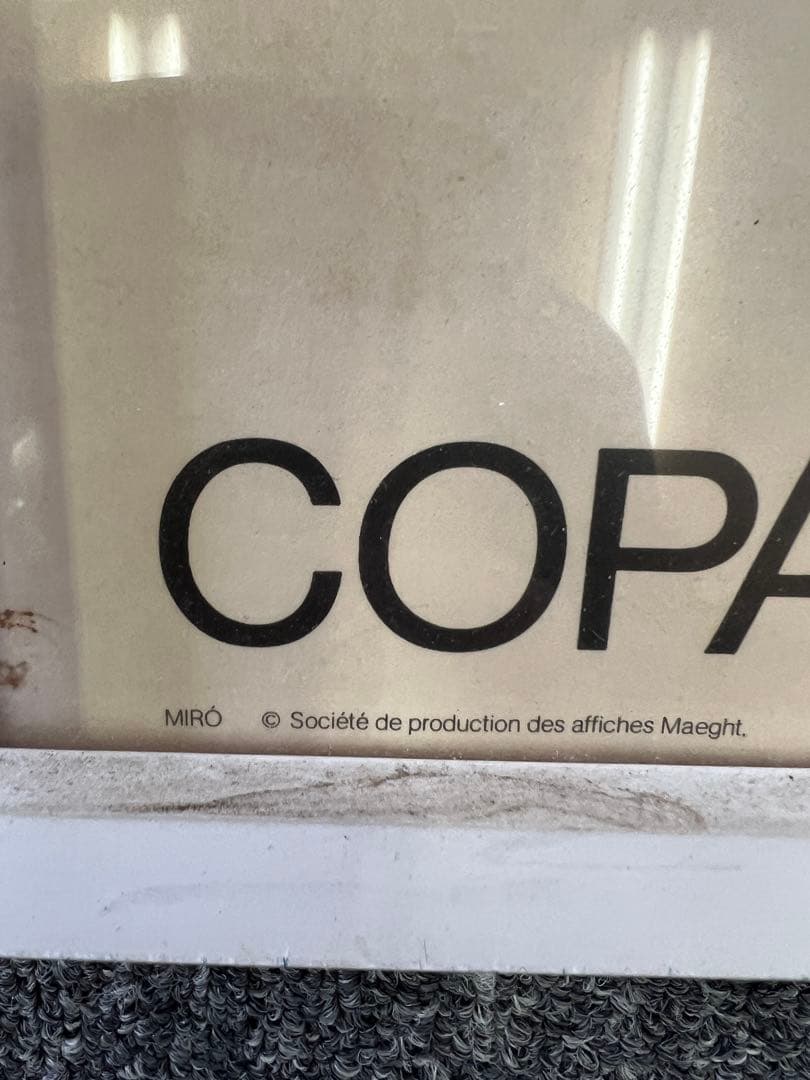 COPA
MIRÓ © Société de production des affiches Maeght.